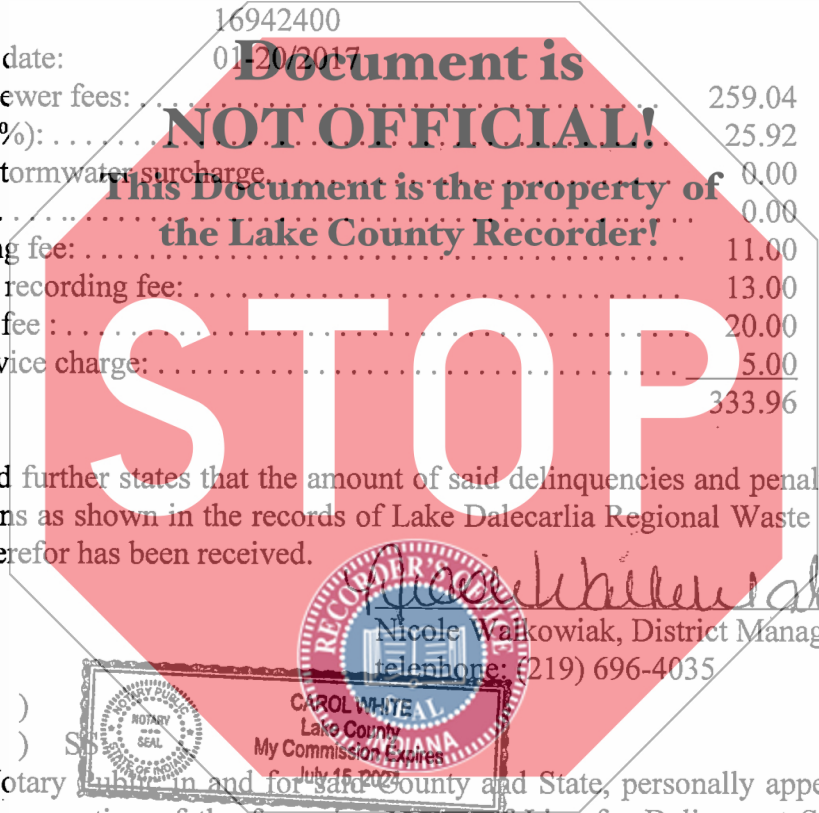 16942400
date: 01-20/2017
ewer fees: 259.04
%): 25.92
tormwater surcharge 0.00
0.00
g fee: 11.00
recording fee: 13.00
fee : 20.00
vice charge: 5.00
333.96
Document is
NOT OFFICIAL!
This Document is the property of
the Lake County Recorder!
STOP
d further states that the amount of said delinquencies and penal
ns as shown in the records of Lake Dalecarlia Regional Waste
erefor has been received.
Nicole Walkowiak
Nicole Walkowiak, District Manag
telephone: (219) 696-4035
RECORDER'S OFFICE
SEAL
INDIANA
NOTARY PUBLIC
NOTARY
SEAL
STATE OF INDIANA
CAROL WHITE
Lake County
My Commission Expires
July 15, 2024
)
) SS
otary Public in and for said County and State, personally appe